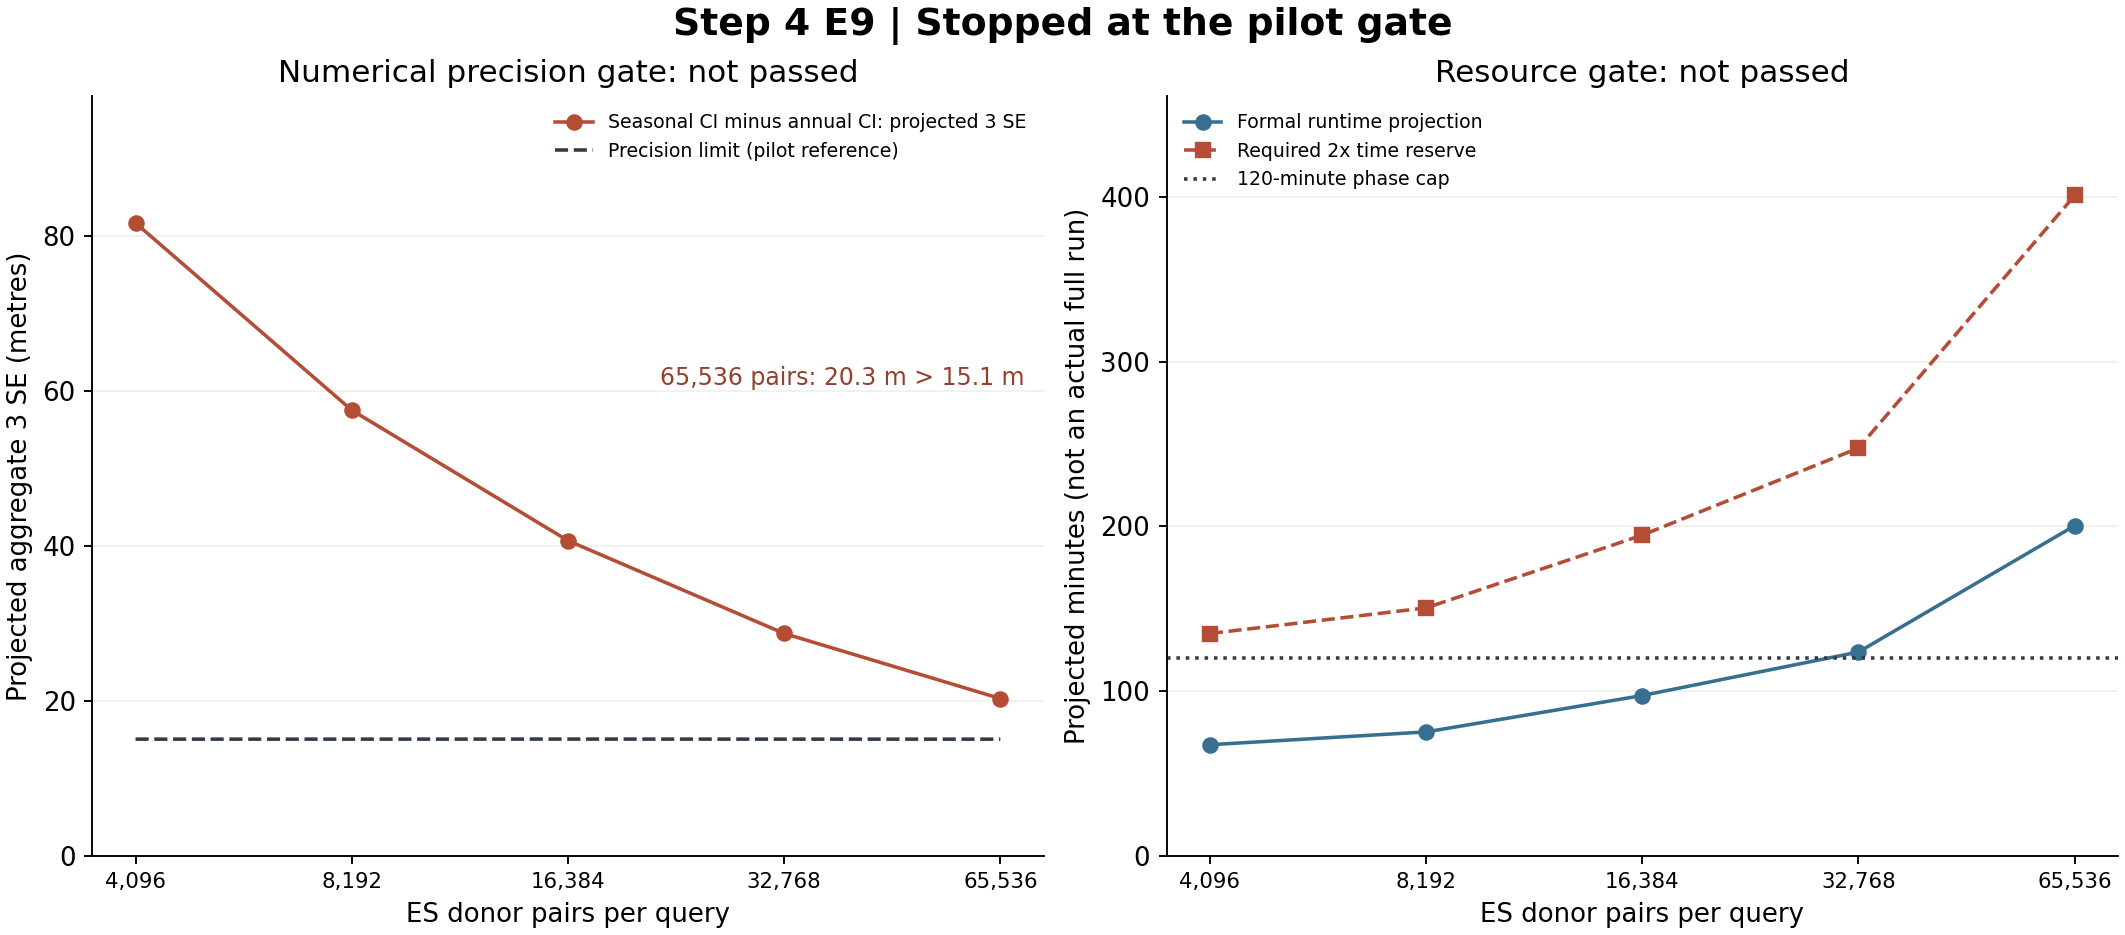 Step 4 E9 | Stopped at the pilot gate
Numerical precision gate: not passed
Seasonal CI minus annual CI: projected 3 SE
Precision limit (pilot reference)
65,536 pairs: 20.3 m > 15.1 m
Projected aggregate 3 SE (metres)
80
60
40
20
0
4,096
8,192
16,384
32,768
65,536
ES donor pairs per query
Resource gate: not passed
Formal runtime projection
Required 2x time reserve
120-minute phase cap
Projected minutes (not an actual full run)
400
300
200
100
0
4,096
8,192
16,384
32,768
65,536
ES donor pairs per query